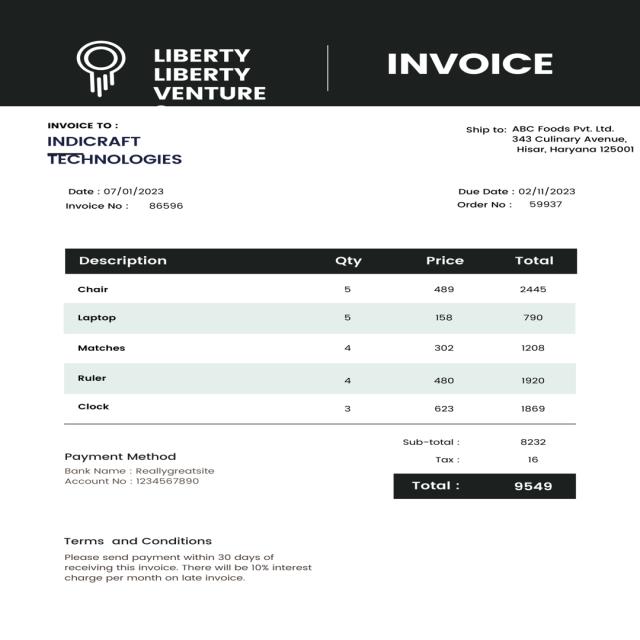 LIBERTY
LIBERTY
VENTURE
INVOICE
INVOICE TO :
INDICRAFT
TECHNOLOGIES
Ship to: ABC Foods Pvt. Ltd.
343 Culinary Avenue,
Hisar, Haryana 125001
Date : 07/01/2023
Invoice No : 86596
Due Date : 02/11/2023
Order No : 59937
Description Qty Price Total
Chair 5 489 2445
Laptop 5 158 790
Matches 4 302 1208
Ruler 4 480 1920
Clock 3 623 1869
Sub-total : 8232
Tax : 16
Total : 9549
Payment Method
Bank Name : Reallygreatsite
Account No : 1234567890
Terms and Conditions
Please send payment within 30 days of
receiving this invoice. There will be 10% interest
charge per month on late invoice.